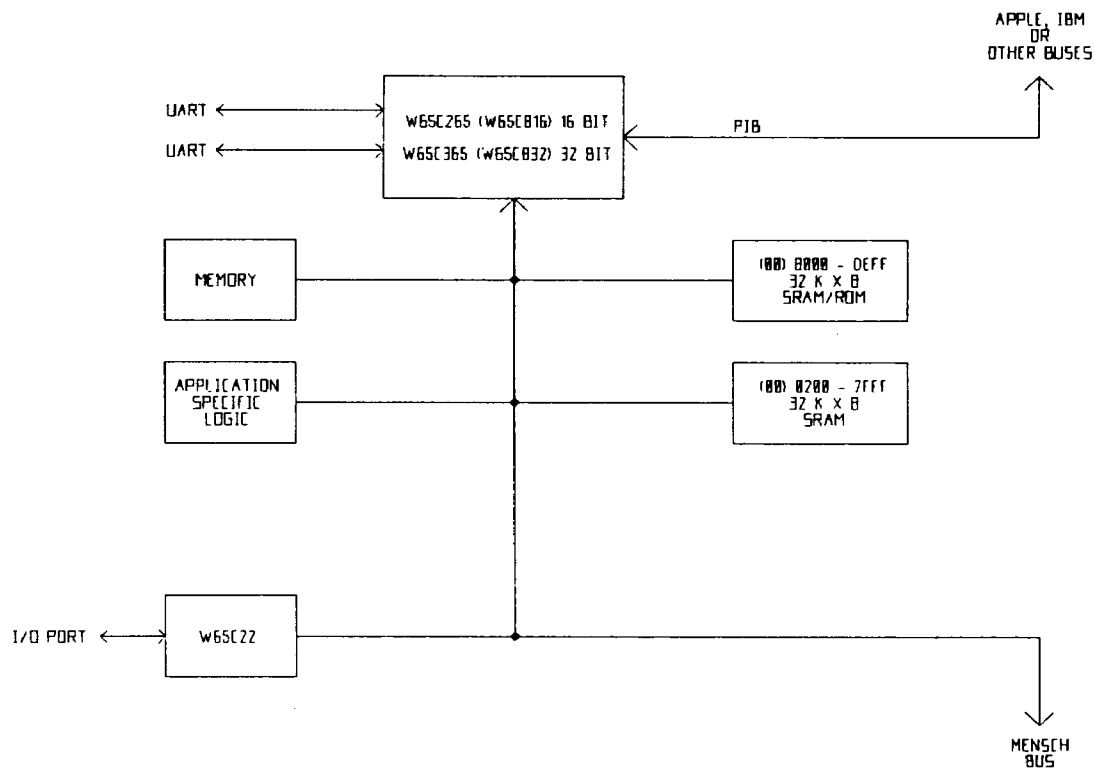 APPLE, IBM
OR
OTHER BUSES
UART
W65C265 (W65C816) 16 BIT
PIB
UART
W65C365 (W65C832) 32 BIT
MEMORY
(00) 8000 - DEFF
32 K X 8
SRAM/ROM
APPLICATION
SPECIFIC
LOGIC
(00) 0200 - 7FFF
32 K X 8
SRAM
I/O PORT
W65C22
MENSCH
BUS